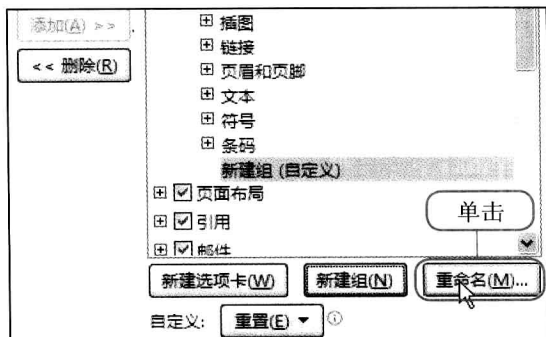 添加(A) >>
<< 删除(R)
插图
链接
页眉和页脚
文本
符号
条码
新建组 (自定义)
页面布局
引用
邮件
单击
新建选项卡(W) 新建组(N) 重命名(M)...
自定义: 重置(E)